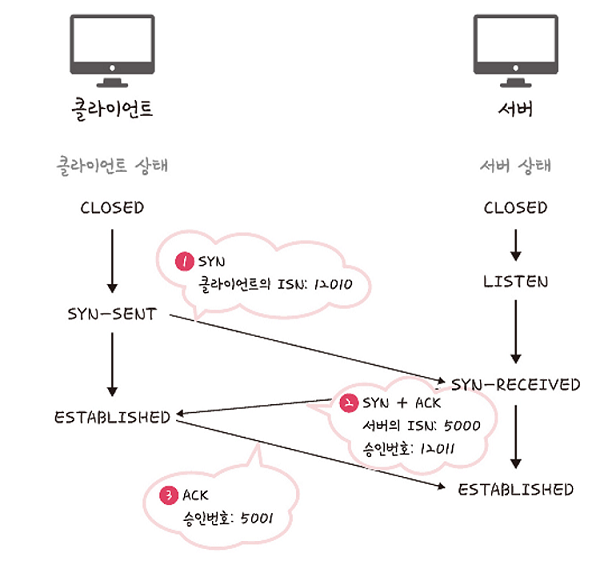 클라이언트
서버
클라이언트 상태
서버 상태
CLOSED
CLOSED
1 SYN
클라이언트의 ISN: 12010
LISTEN
SYN-SENT
SYN-RECEIVED
2 SYN + ACK
서버의 ISN: 5000
승인번호: 12011
ESTABLISHED
3 ACK
승인번호: 5001
ESTABLISHED